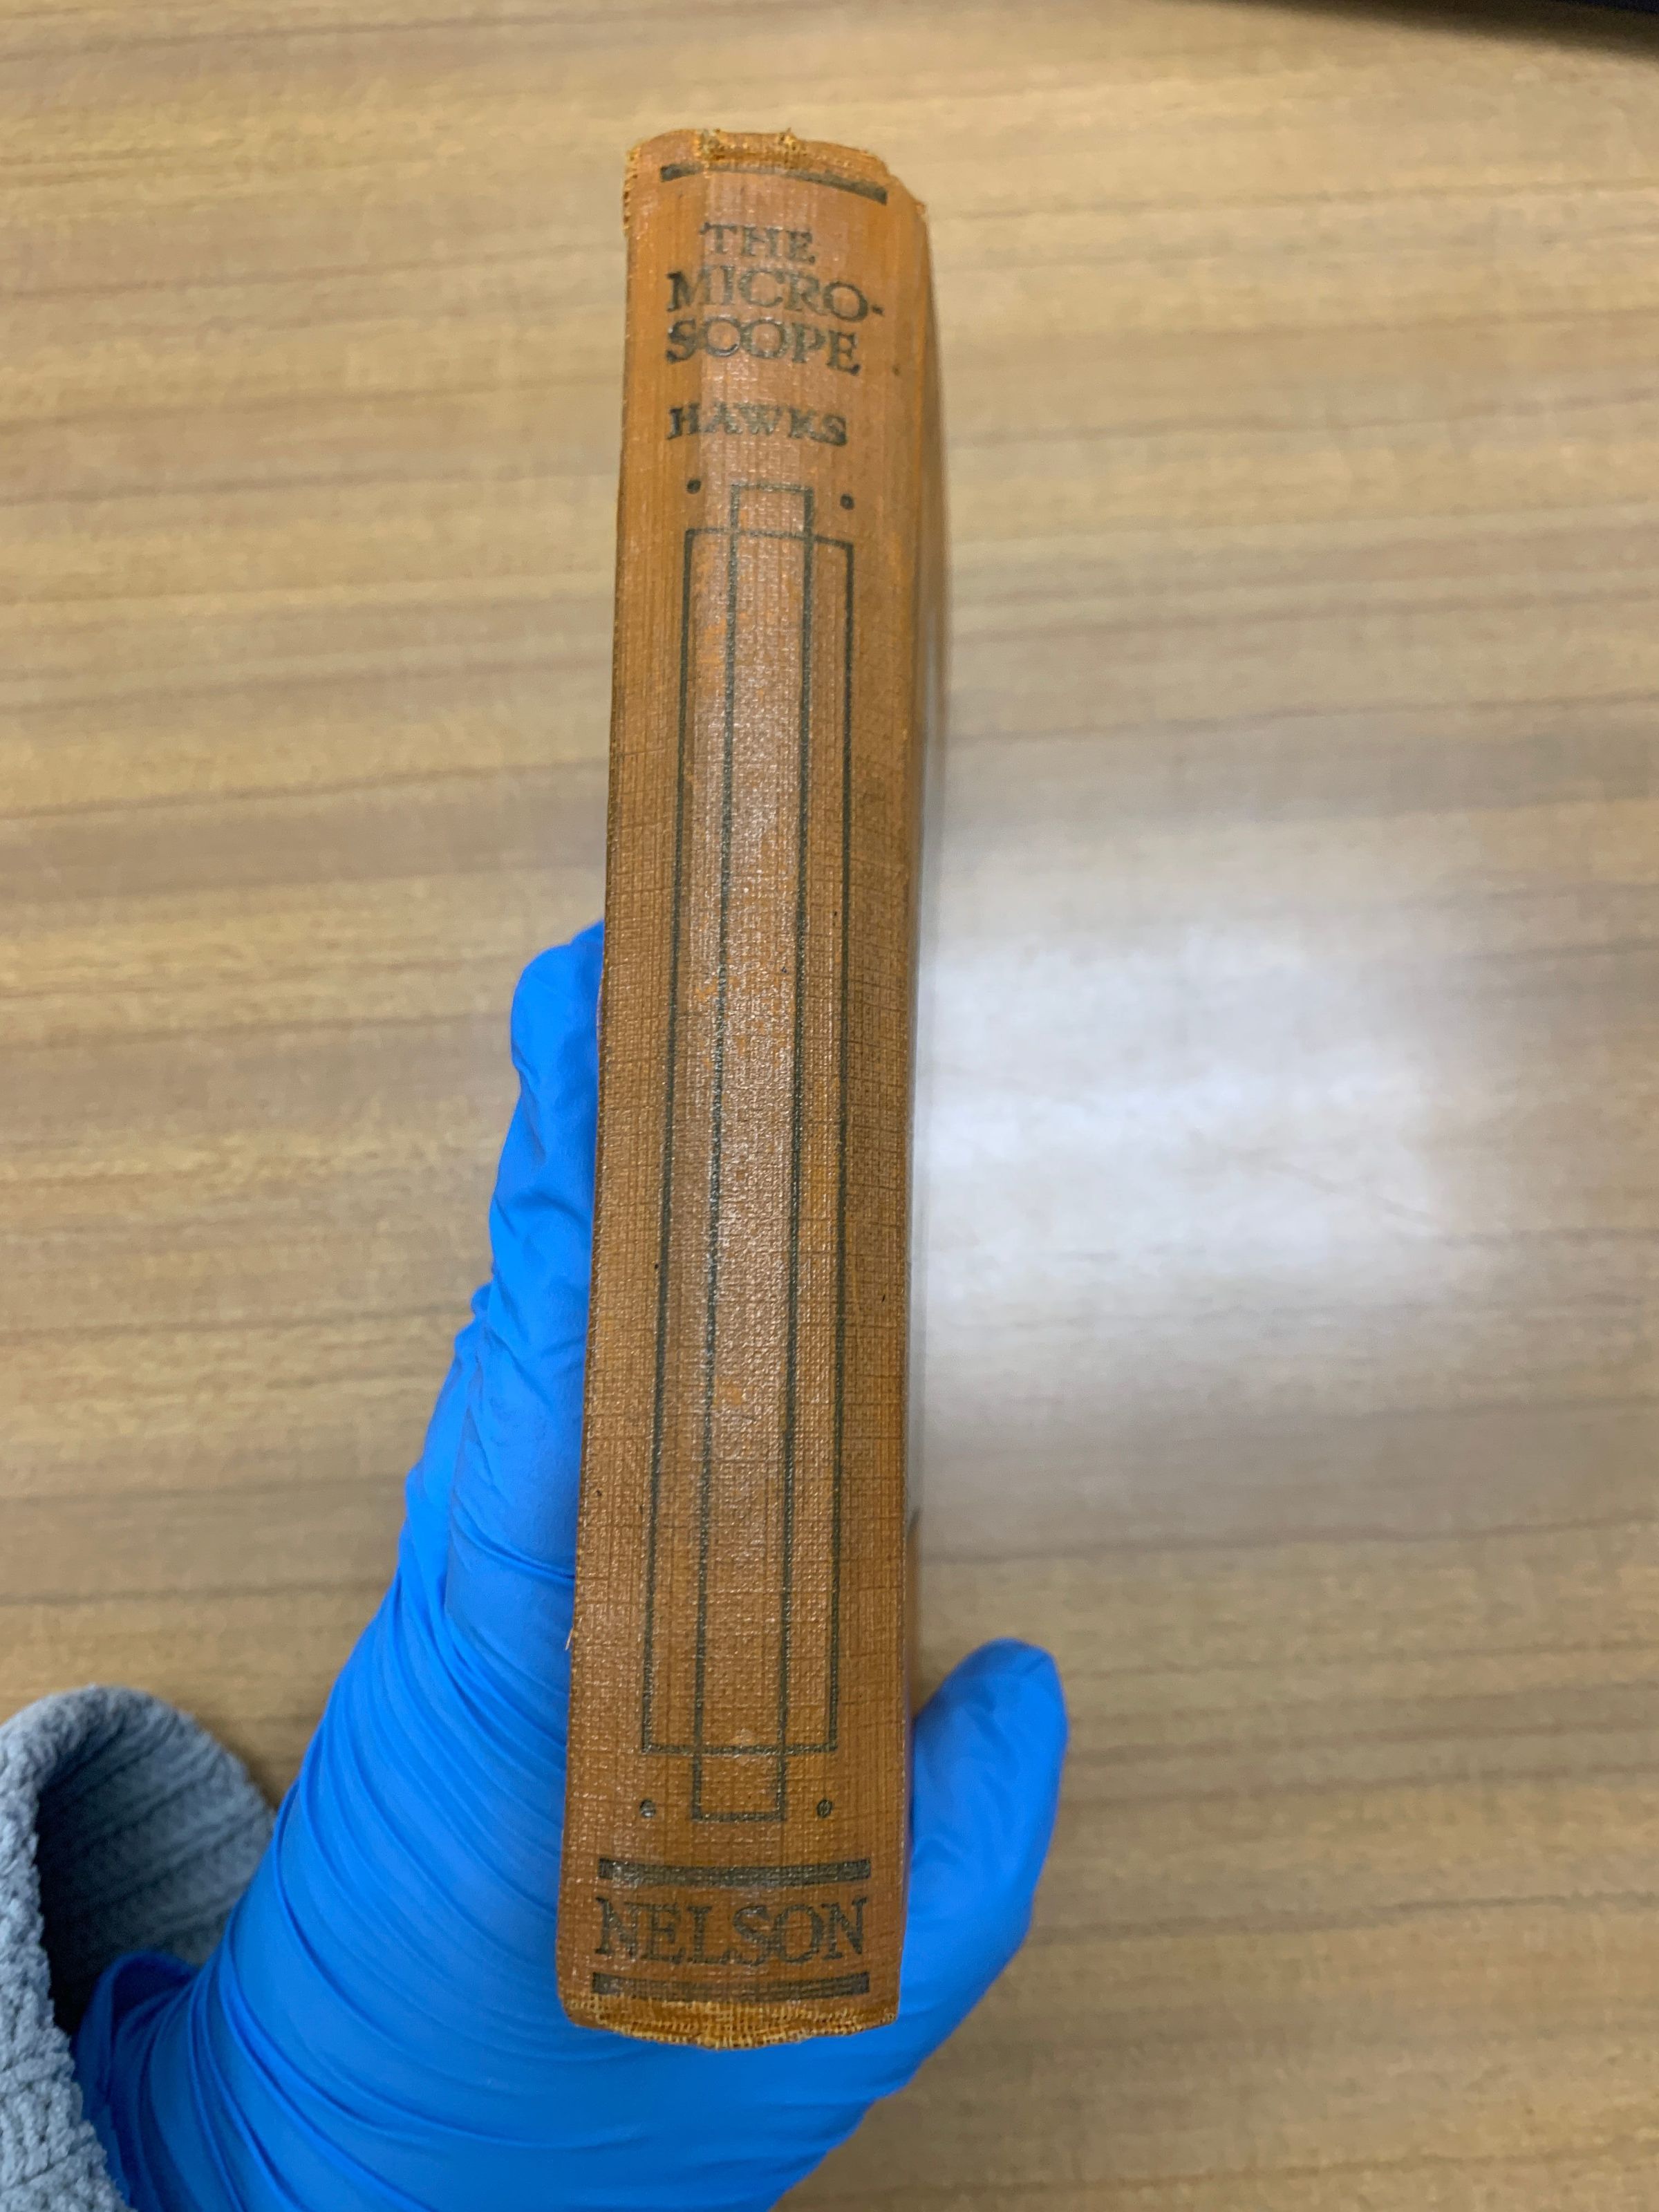 THE
MICRO-
SCOPE
HAWKS
NELSON